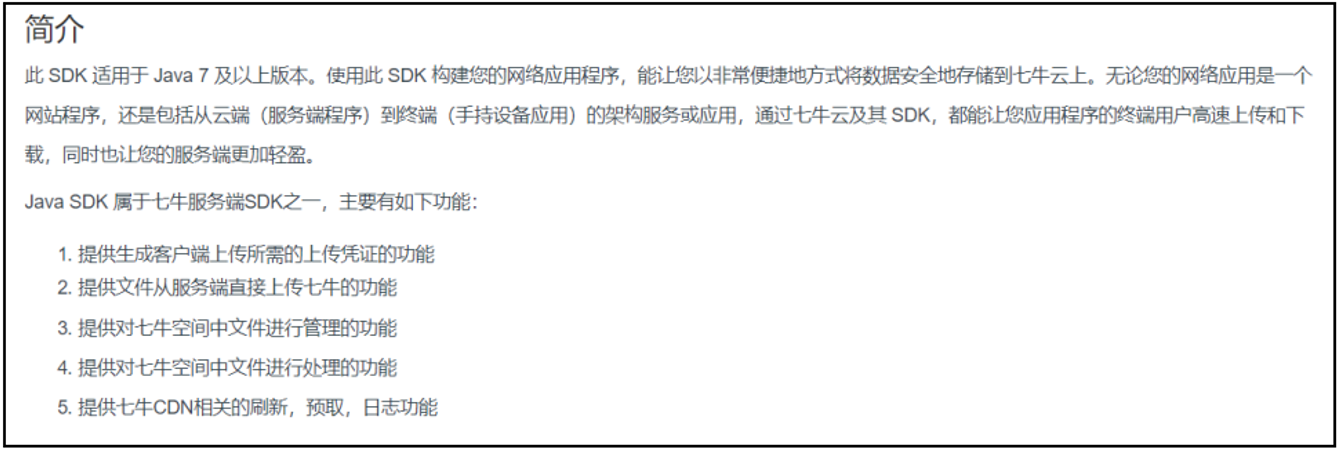 简介
此 SDK 适用于 Java 7 及以上版本。使用此 SDK 构建您的网络应用程序，能让您以非常便捷地方式将数据安全地存储到七牛云上。无论您的网络应用是一个
网站程序，还是包括从云端（服务端程序）到终端（手持设备应用）的架构服务或应用，通过七牛云及其 SDK，都能让您应用程序的终端用户高速上传和下
载，同时也让您的服务端更加轻盈。
Java SDK 属于七牛服务端SDK之一，主要有如下功能：
1. 提供生成客户端上传所需的上传凭证的功能
2. 提供文件从服务端直接上传七牛的功能
3. 提供对七牛空间中文件进行管理的功能
4. 提供对七牛空间中文件进行处理的功能
5. 提供七牛CDN相关的刷新，预取，日志功能